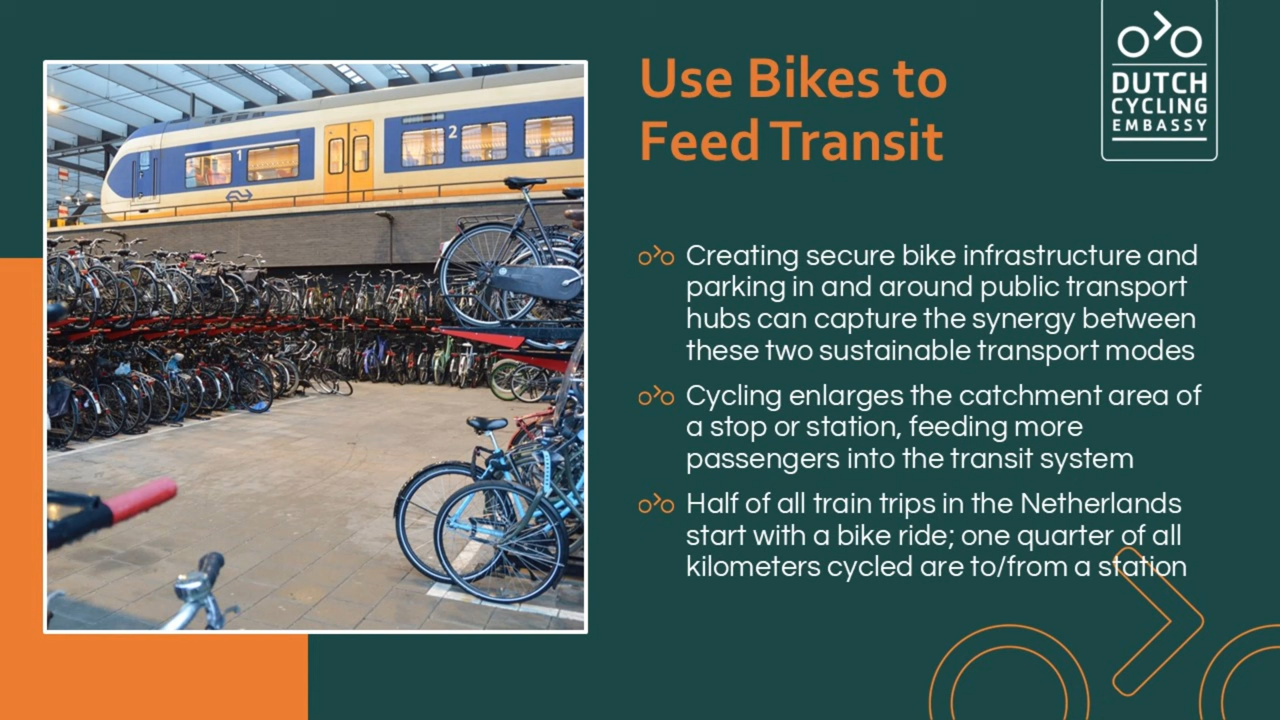 Use Bikes to
Feed Transit
DUTCH
CYCLING
EMBASSY
1
2
Creating secure bike infrastructure and
parking in and around public transport
hubs can capture the synergy between
these two sustainable transport modes
Cycling enlarges the catchment area of
a stop or station, feeding more
passengers into the transit system
Half of all train trips in the Netherlands
start with a bike ride; one quarter of all
kilometers cycled are to/from a station